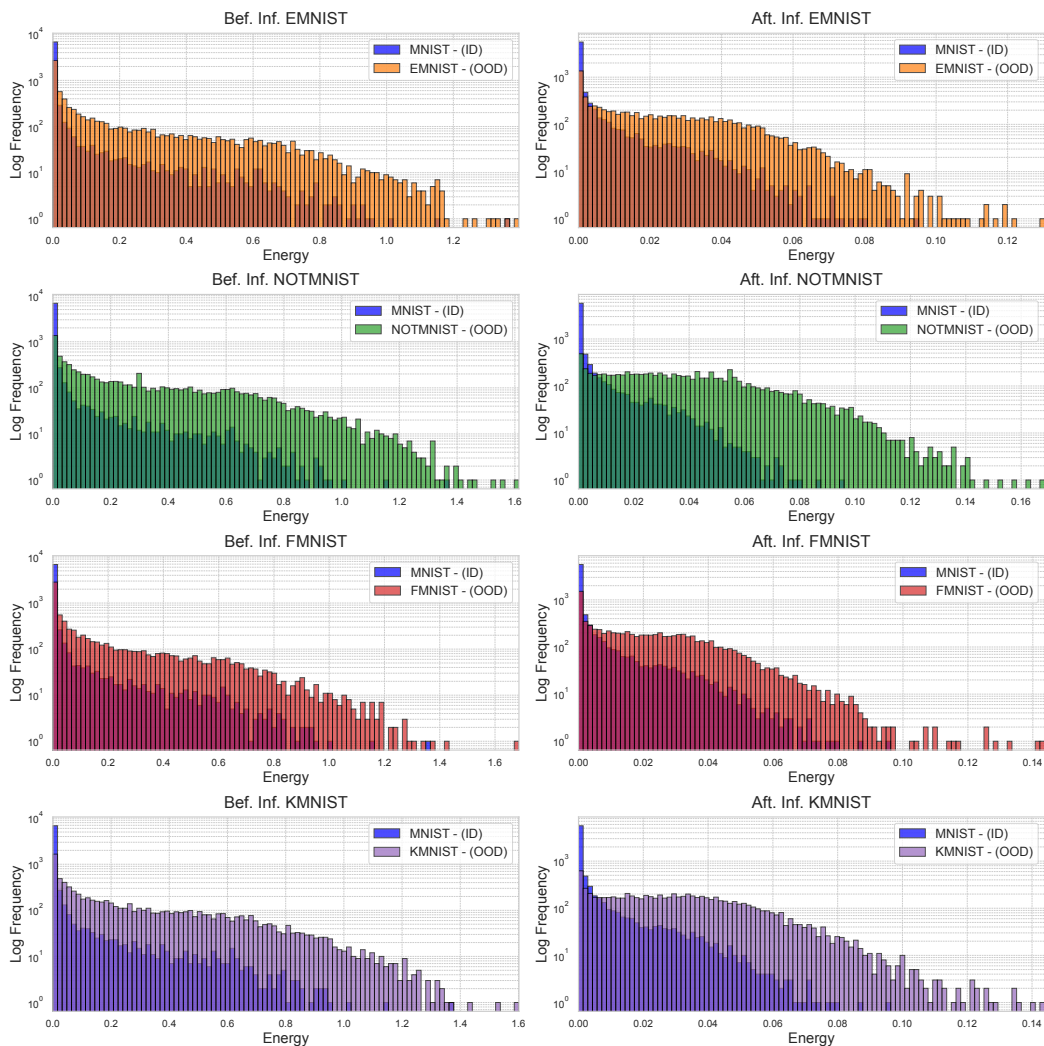 Bef. Inf. EMNIST
Log Frequency
10^4
10^3
10^2
10^1
10^0
MNIST - (ID)
EMNIST - (OOD)
0.0 0.2 0.4 0.6 0.8 1.0 1.2
Energy
Aft. Inf. EMNIST
Log Frequency
10^3
10^2
10^1
10^0
MNIST - (ID)
EMNIST - (OOD)
0.00 0.02 0.04 0.06 0.08 0.10 0.12
Energy
Bef. Inf. NOTMNIST
Log Frequency
10^4
10^3
10^2
10^1
10^0
MNIST - (ID)
NOTMNIST - (OOD)
0.0 0.2 0.4 0.6 0.8 1.0 1.2 1.4 1.6
Energy
Aft. Inf. NOTMNIST
Log Frequency
10^3
10^2
10^1
10^0
MNIST - (ID)
NOTMNIST - (OOD)
0.00 0.02 0.04 0.06 0.08 0.10 0.12 0.14 0.16
Energy
Bef. Inf. FMNIST
Log Frequency
10^4
10^3
10^2
10^1
10^0
MNIST - (ID)
FMNIST - (OOD)
0.0 0.2 0.4 0.6 0.8 1.0 1.2 1.4 1.6
Energy
Aft. Inf. FMNIST
Log Frequency
10^3
10^2
10^1
10^0
MNIST - (ID)
FMNIST - (OOD)
0.00 0.02 0.04 0.06 0.08 0.10 0.12 0.14
Energy
Bef. Inf. KMNIST
Log Frequency
10^4
10^3
10^2
10^1
10^0
MNIST - (ID)
KMNIST - (OOD)
0.0 0.2 0.4 0.6 0.8 1.0 1.2 1.4 1.6
Energy
Aft. Inf. KMNIST
Log Frequency
10^3
10^2
10^1
10^0
MNIST - (ID)
KMNIST - (OOD)
0.00 0.02 0.04 0.06 0.08 0.10 0.12 0.14
Energy